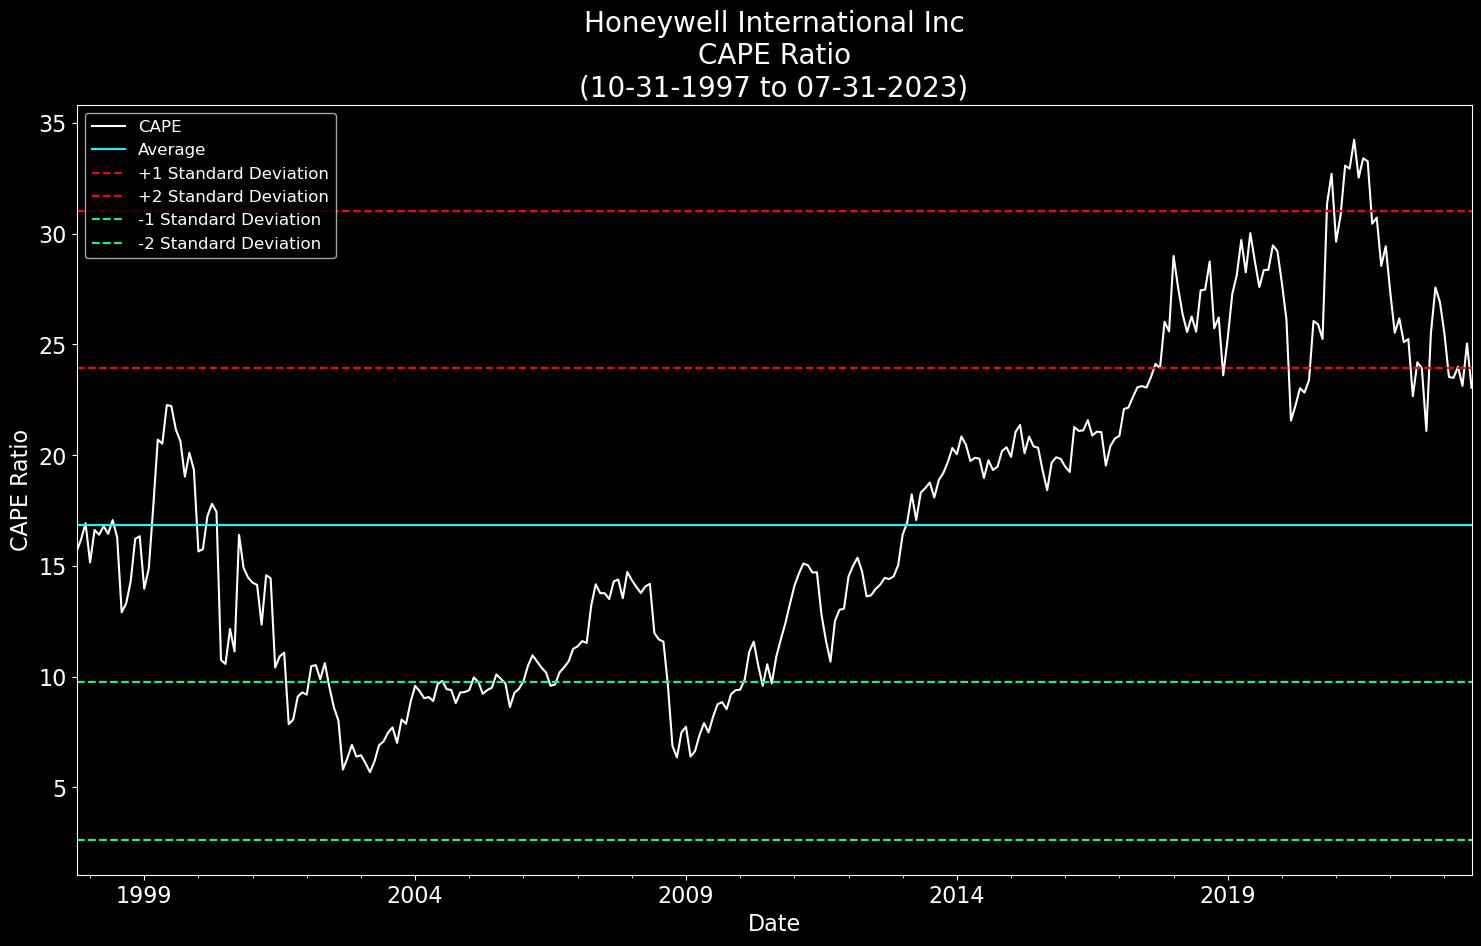 Honeywell International Inc
CAPE Ratio
(10-31-1997 to 07-31-2023)
CAPE
Average
+1 Standard Deviation
+2 Standard Deviation
-1 Standard Deviation
-2 Standard Deviation
CAPE Ratio
35
30
25
20
15
10
5
1999 2004 2009 2014 2019
Date